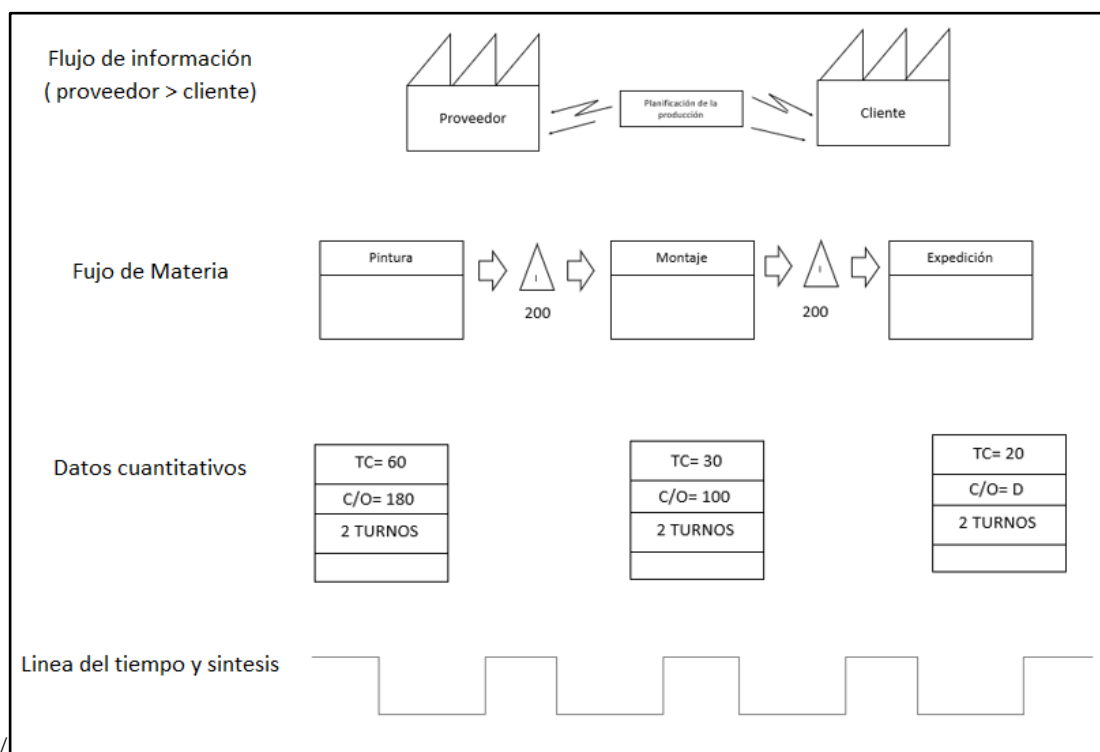 Flujo de información
( proveedor > cliente)
Proveedor
Planificación de la
producción
Cliente
Fujo de Materia
Pintura
I
200
Montaje
I
200
Expedición
Datos cuantitativos
TC= 60
C/O= 180
2 TURNOS
TC= 30
C/O= 100
2 TURNOS
TC= 20
C/O= D
2 TURNOS
Linea del tiempo y sintesis
/